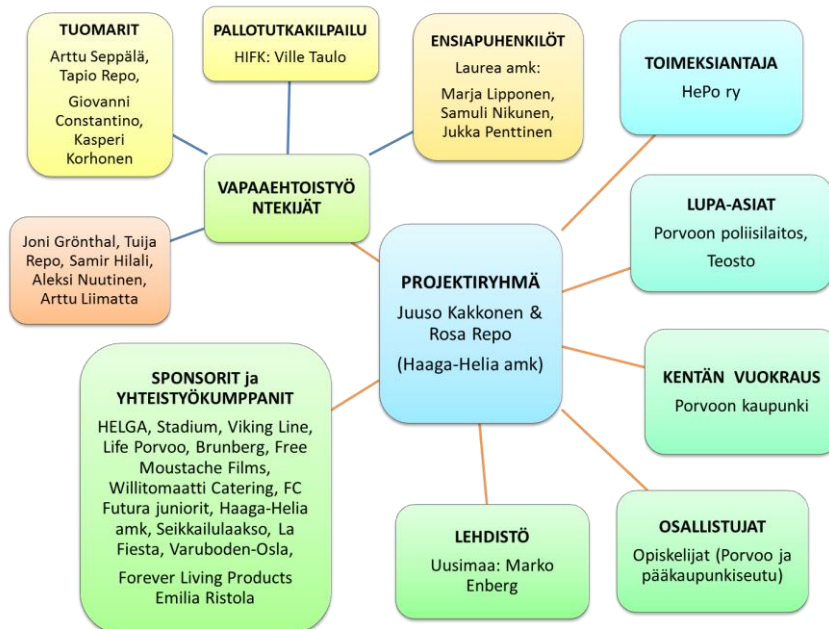 TUOMARIT
Arttu Seppälä,
Tapio Repo,
Giovanni
Constantino,
Kasperi
Korhonen
PALLOTUTKAKILPAILU
HIFK: Ville Taulo
ENSIAPUHENKILÖT
Laurea amk:
Marja Lipponen,
Samuli Nikunen,
Jukka Penttinen
TOIMEKSIANTAJA
HePo ry
VAPAAEHTOISTYÖ
NTEKIJÄT
LUPA-ASIAT
Porvoon poliisilaitos,
Teosto
Joni Grönthal, Tuija
Repo, Samir Hilali,
Aleksi Nuutinen,
Arttu Liimatta
PROJEKTIRYHMÄ
Juuso Kakkonen &
Rosa Repo
(Haaga-Helia amk)
KENTÄN VUOKRAUS
Porvoon kaupunki
SPONSORIT ja
YHTEISTYÖKUMPPANIT
HELGA, Stadium, Viking Line,
Life Porvoo, Brunberg, Free
Moustache Films,
Willitomaatti Catering, FC
Futura juniorit, Haaga-Helia
amk, Seikkailulaakso, La
Fiesta, Varuboden-Osla,
Forever Living Products
Emilia Ristola
LEHDISTÖ
Uusimaa: Marko
Enberg
OSALLISTUJAT
Opiskelijat (Porvoo ja
pääkaupunkiseutu)